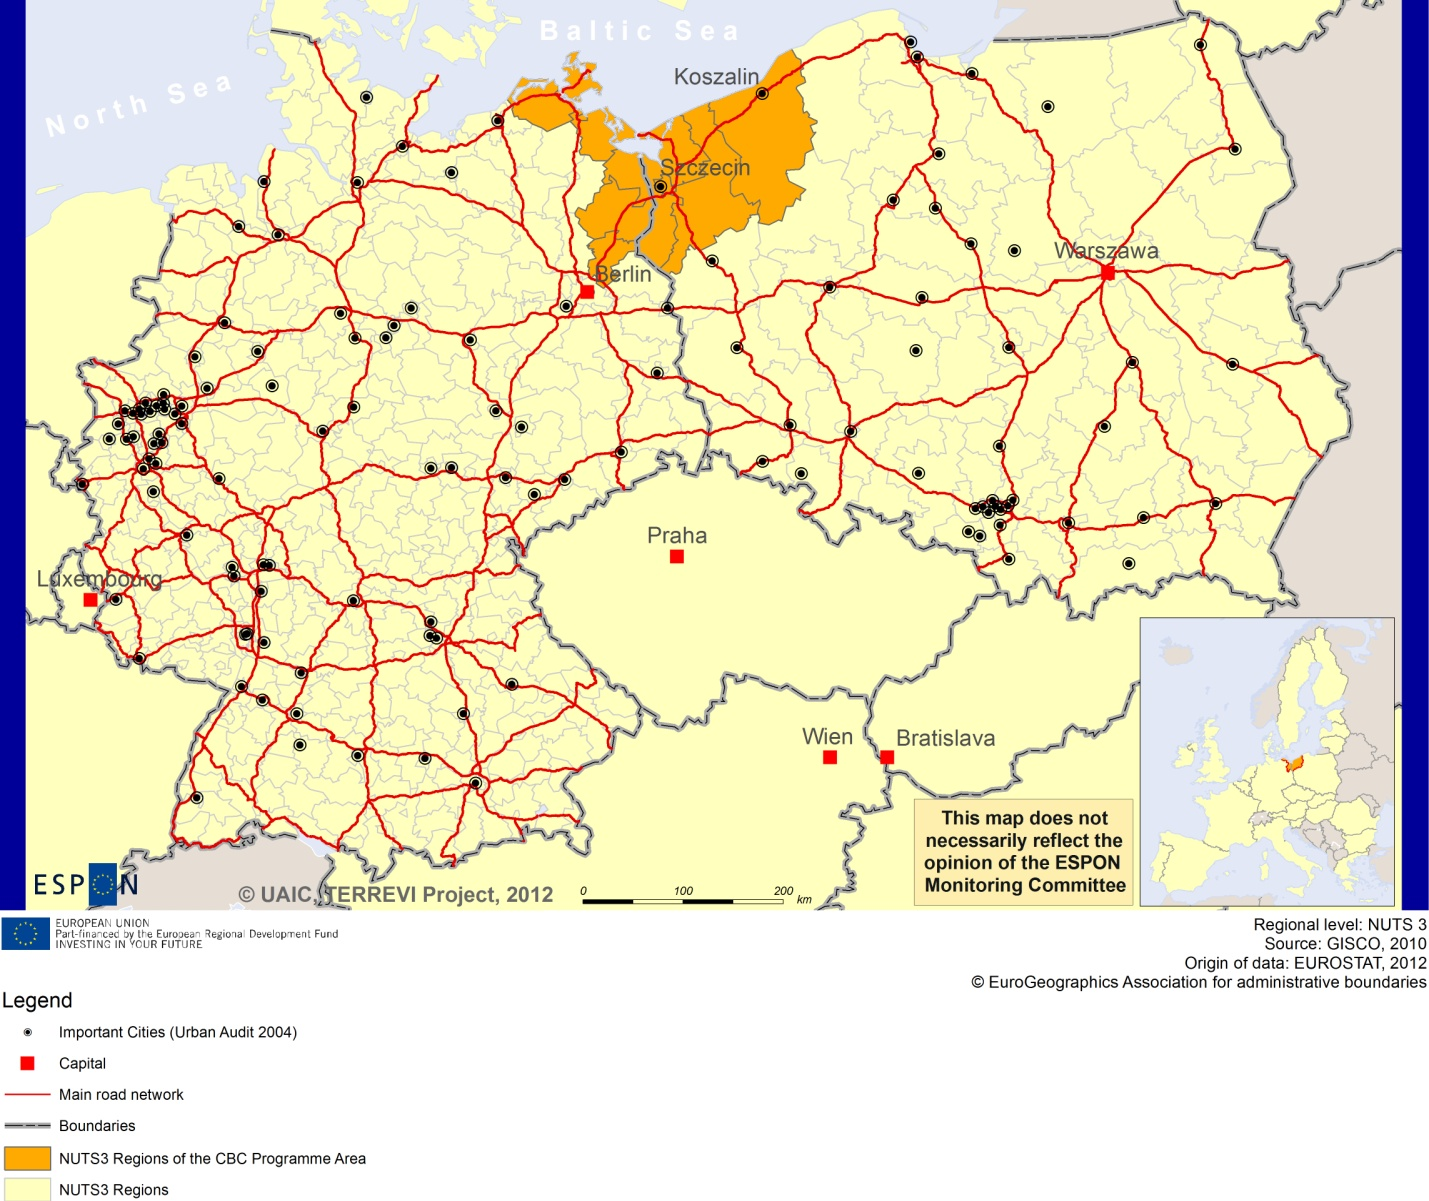 Baltic Sea
North Sea
Koszalin
Szczecin
Warszawa
Berlin
Praha
Luxembourg
Wien
Bratislava
This map does not
necessarily reflect the
opinion of the ESPON
Monitoring Committee
ESPON
© UAIC, TERREVI Project, 2012
0 100 200
km
EUROPEAN UNION
Part-financed by the European Regional Development Fund
INVESTING IN YOUR FUTURE
Regional level: NUTS 3
Source: GISCO, 2010
Origin of data: EUROSTAT, 2012
© EuroGeographics Association for administrative boundaries
Legend
Important Cities (Urban Audit 2004)
Capital
Main road network
Boundaries
NUTS3 Regions of the CBC Programme Area
NUTS3 Regions